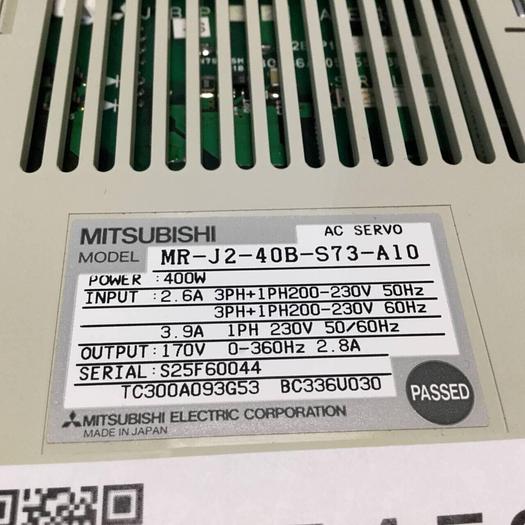 MITSUBISHI AC SERVO
MODEL MR-J2-40B-S73-A10
POWER : 400W
INPUT : 2.6A 3PH+1PH200-230V 50Hz
3PH+1PH200-230V 60Hz
3.9A 1PH 230V 50/60Hz
OUTPUT: 170V 0-360Hz 2.8A
SERIAL: S25F60044
TC300A093G53 BC336U030
PASSED
MITSUBISHI ELECTRIC CORPORATION
MADE IN JAPAN